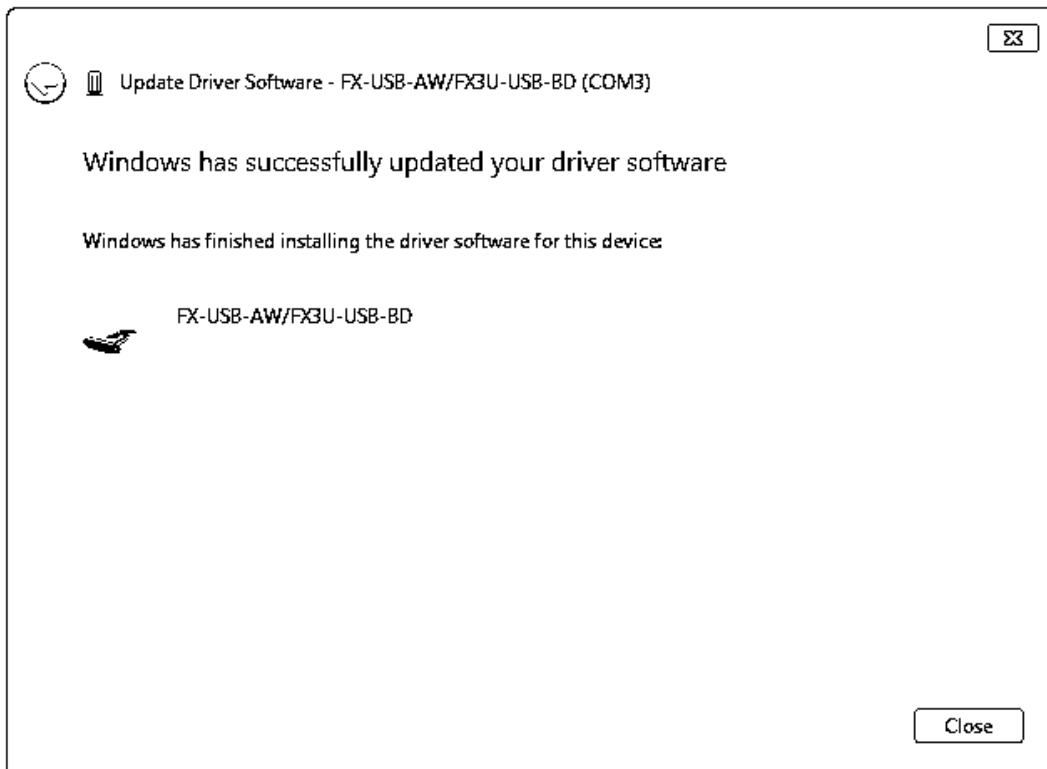 Update Driver Software - FX-USB-AW/FX3U-USB-BD (COM3)
Windows has successfully updated your driver software
Windows has finished installing the driver software for this device:
FX-USB-AW/FX3U-USB-BD
Close